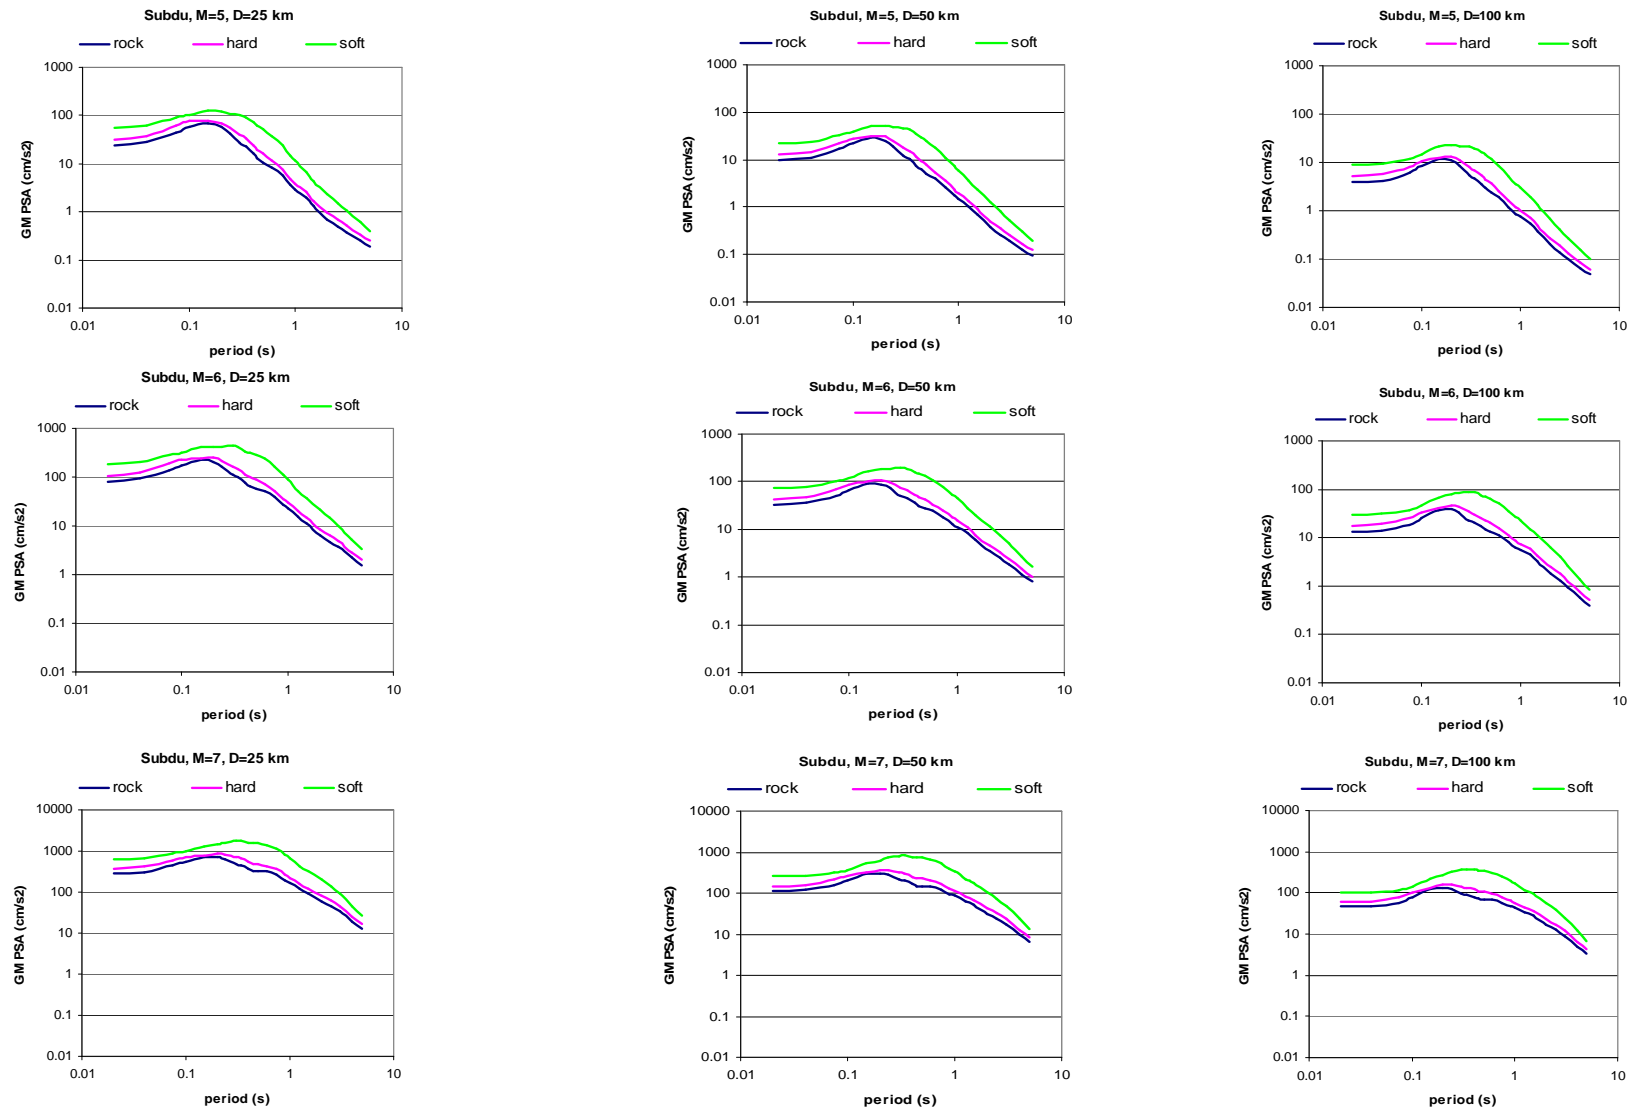 Subdu, M=5, D=25 km
rock hard soft
1000
100
10
1
0.1
0.01
0.01 0.1 1 10
GM PSA (cm/s2)
period (s)
Subdul, M=5, D=50 km
rock hard soft
1000
100
10
1
0.1
0.01
0.01 0.1 1 10
GM PSA (cm/s2)
period (s)
Subdu, M=5, D=100 km
rock hard soft
1000
100
10
1
0.1
0.01
0.01 0.1 1 10
GM PSA (cm/s2)
period (s)
Subdu, M=6, D=25 km
rock hard soft
1000
100
10
1
0.1
0.01
0.01 0.1 1 10
GM PSA (cm/s2)
period (s)
Subdu, M=6, D=50 km
rock hard soft
1000
100
10
1
0.1
0.01
0.01 0.1 1 10
GM PSA (cm/s2)
period (s)
Subdu, M=6, D=100 km
rock hard soft
1000
100
10
1
0.1
0.01
0.01 0.1 1 10
GM PSA (cm/s2)
period (s)
Subdu, M=7, D=25 km
rock hard soft
10000
1000
100
10
1
0.1
0.01
0.01 0.1 1 10
GM PSA (cm/s2)
period (s)
Subdu, M=7, D=50 km
rock hard soft
10000
1000
100
10
1
0.1
0.01
0.01 0.1 1 10
GM PSA (cm/s2)
period (s)
Subdu, M=7, D=100 km
rock hard soft
10000
1000
100
10
1
0.1
0.01
0.01 0.1 1 10
GM PSA (cm/s2)
period (s)